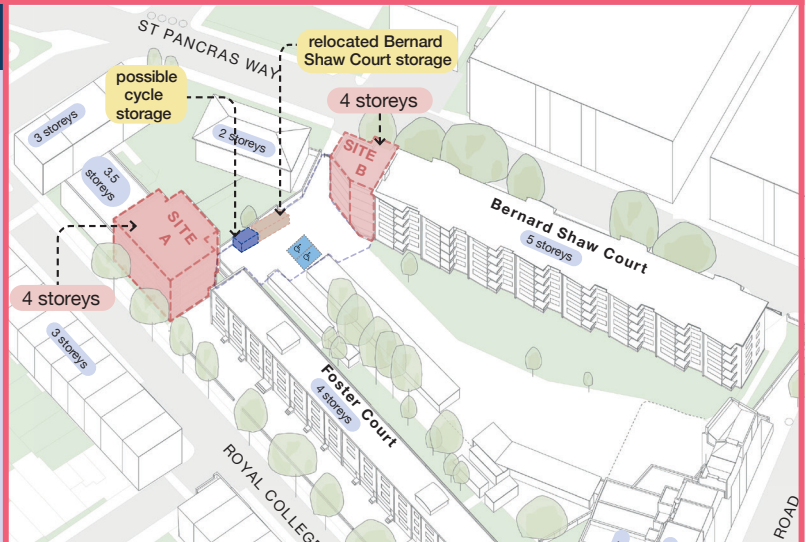 ST PANCRAS WAY
relocated Bernard
Shaw Court storage
possible
cycle
storage
4 storeys
3 storeys
2 storeys
SITE
B
3.5
storeys
SITE
A
Bernard Shaw Court
5 storeys
4 storeys
3 storeys
Foster Court
4 storeys
ROYAL COLLEG
ROAD